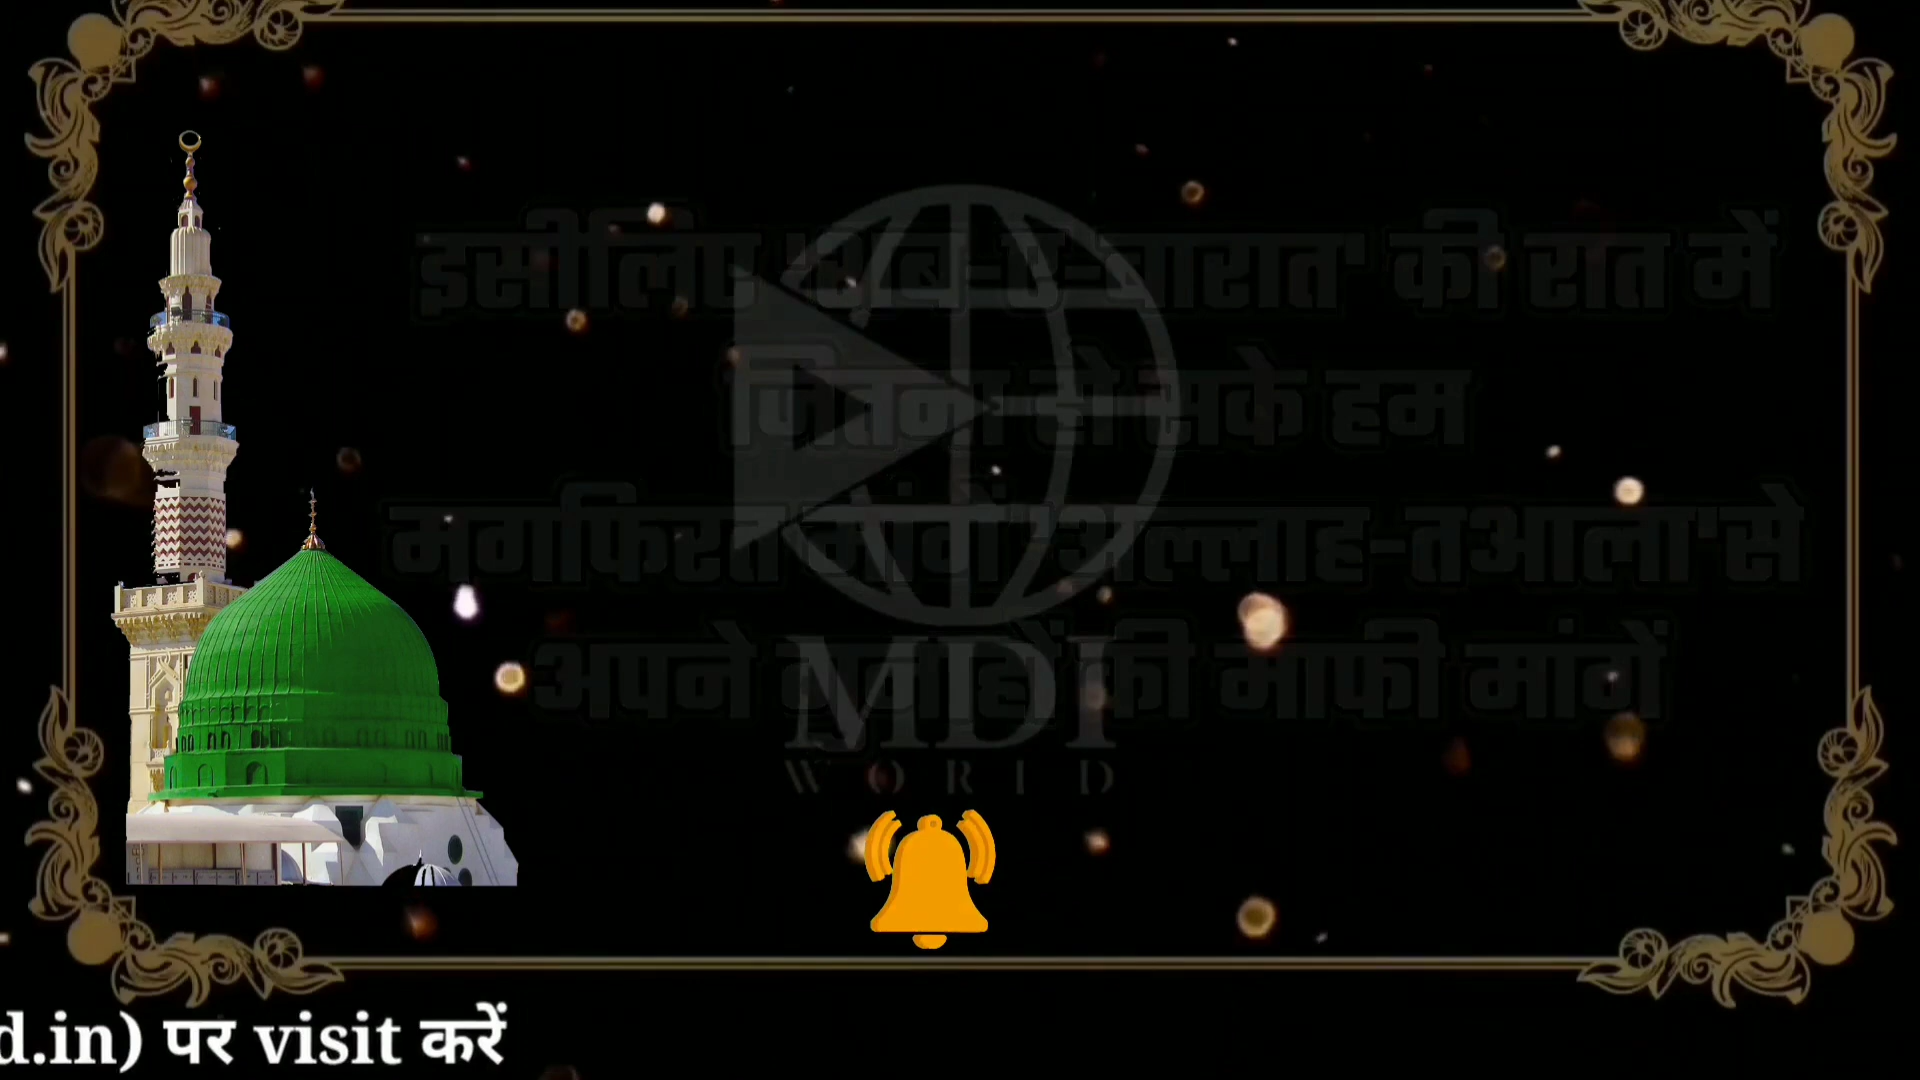 इसीलिए 'शब-ए-बारात' की रात में
जितना हो सके हम
मगफिरत मांगें 'अल्लाह-तआला'से
अपने गुनाहों की माफी मांगें
MDI
WORLD
d.in) पर visit करें